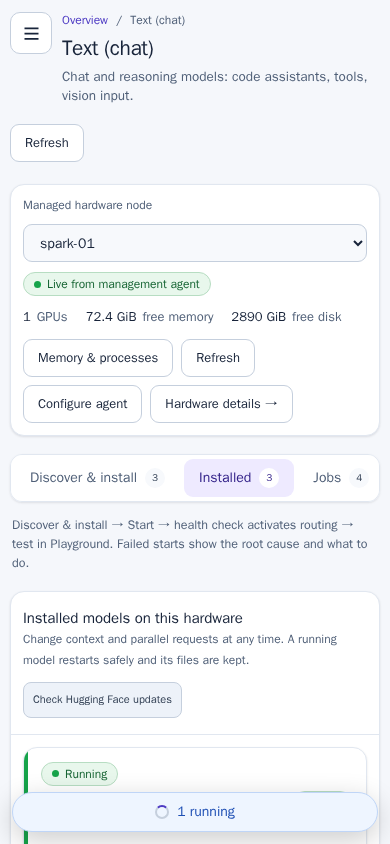 Overview / Text (chat)
Text (chat)
Chat and reasoning models: code assistants, tools,
vision input.
Refresh
Managed hardware node
spark-01
Live from management agent
1 GPUs 72.4 GiB free memory 2890 GiB free disk
Memory & processes Refresh
Configure agent Hardware details →
Discover & install 3 Installed 3 Jobs 4
Discover & install → Start → health check activates routing →
test in Playground. Failed starts show the root cause and what to
do.
Installed models on this hardware
Change context and parallel requests at any time. A running
model restarts safely and its files are kept.
Check Hugging Face updates
Running
1 running